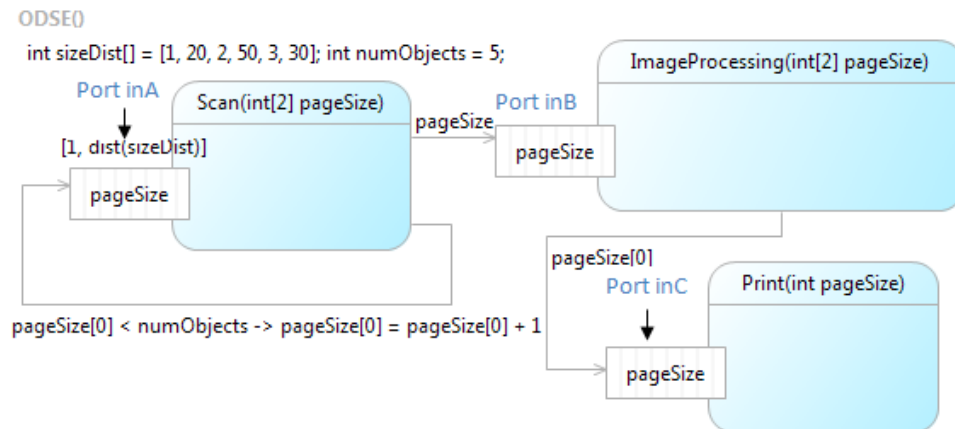 ODSE()
int sizeDist[] = [1, 20, 2, 50, 3, 30]; int numObjects = 5;
Port inA
Scan(int[2] pageSize)
[1, dist(sizeDist)]
pageSize
pageSize
Port inB
pageSize
ImageProcessing(int[2] pageSize)
pageSize[0] < numObjects -> pageSize[0] = pageSize[0] + 1
pageSize[0]
Port inC
pageSize
Print(int pageSize)